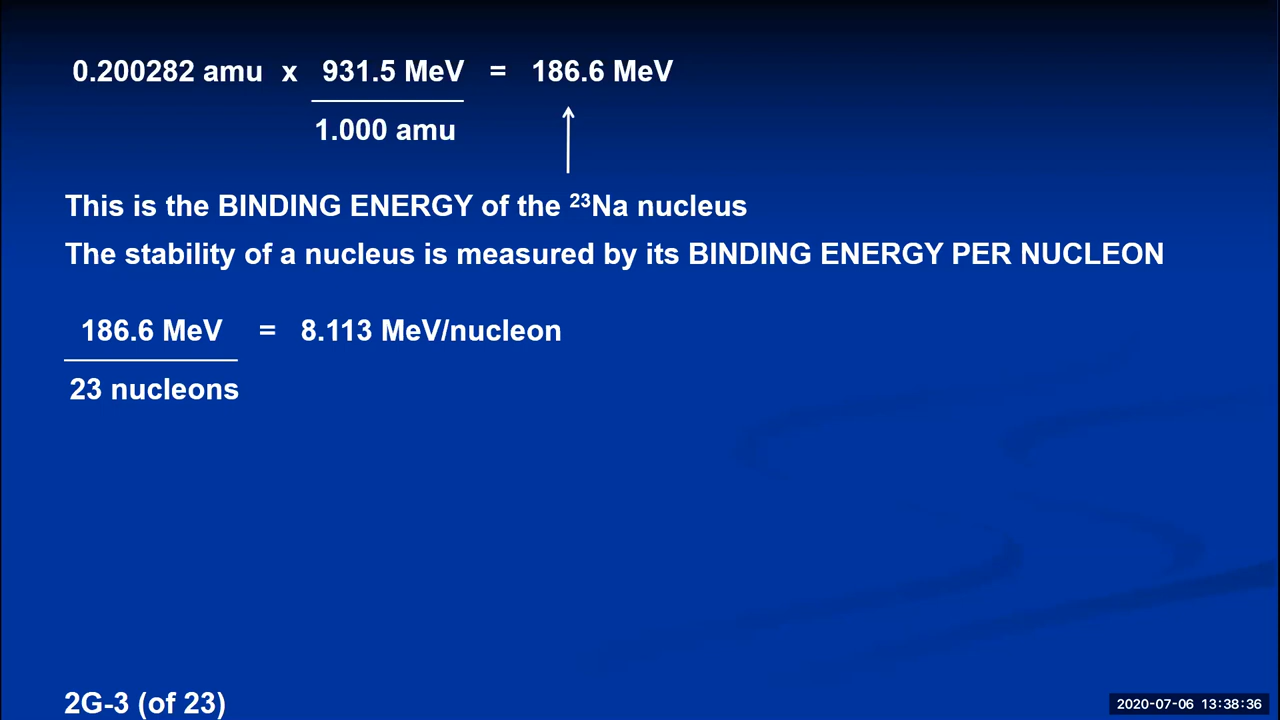 0.200282 amu x 931.5 MeV = 186.6 MeV
1.000 amu
This is the BINDING ENERGY of the ²³Na nucleus
The stability of a nucleus is measured by its BINDING ENERGY PER NUCLEON
186.6 MeV = 8.113 MeV/nucleon
23 nucleons
2G-3 (of 23)
2020-07-06 13:38:36